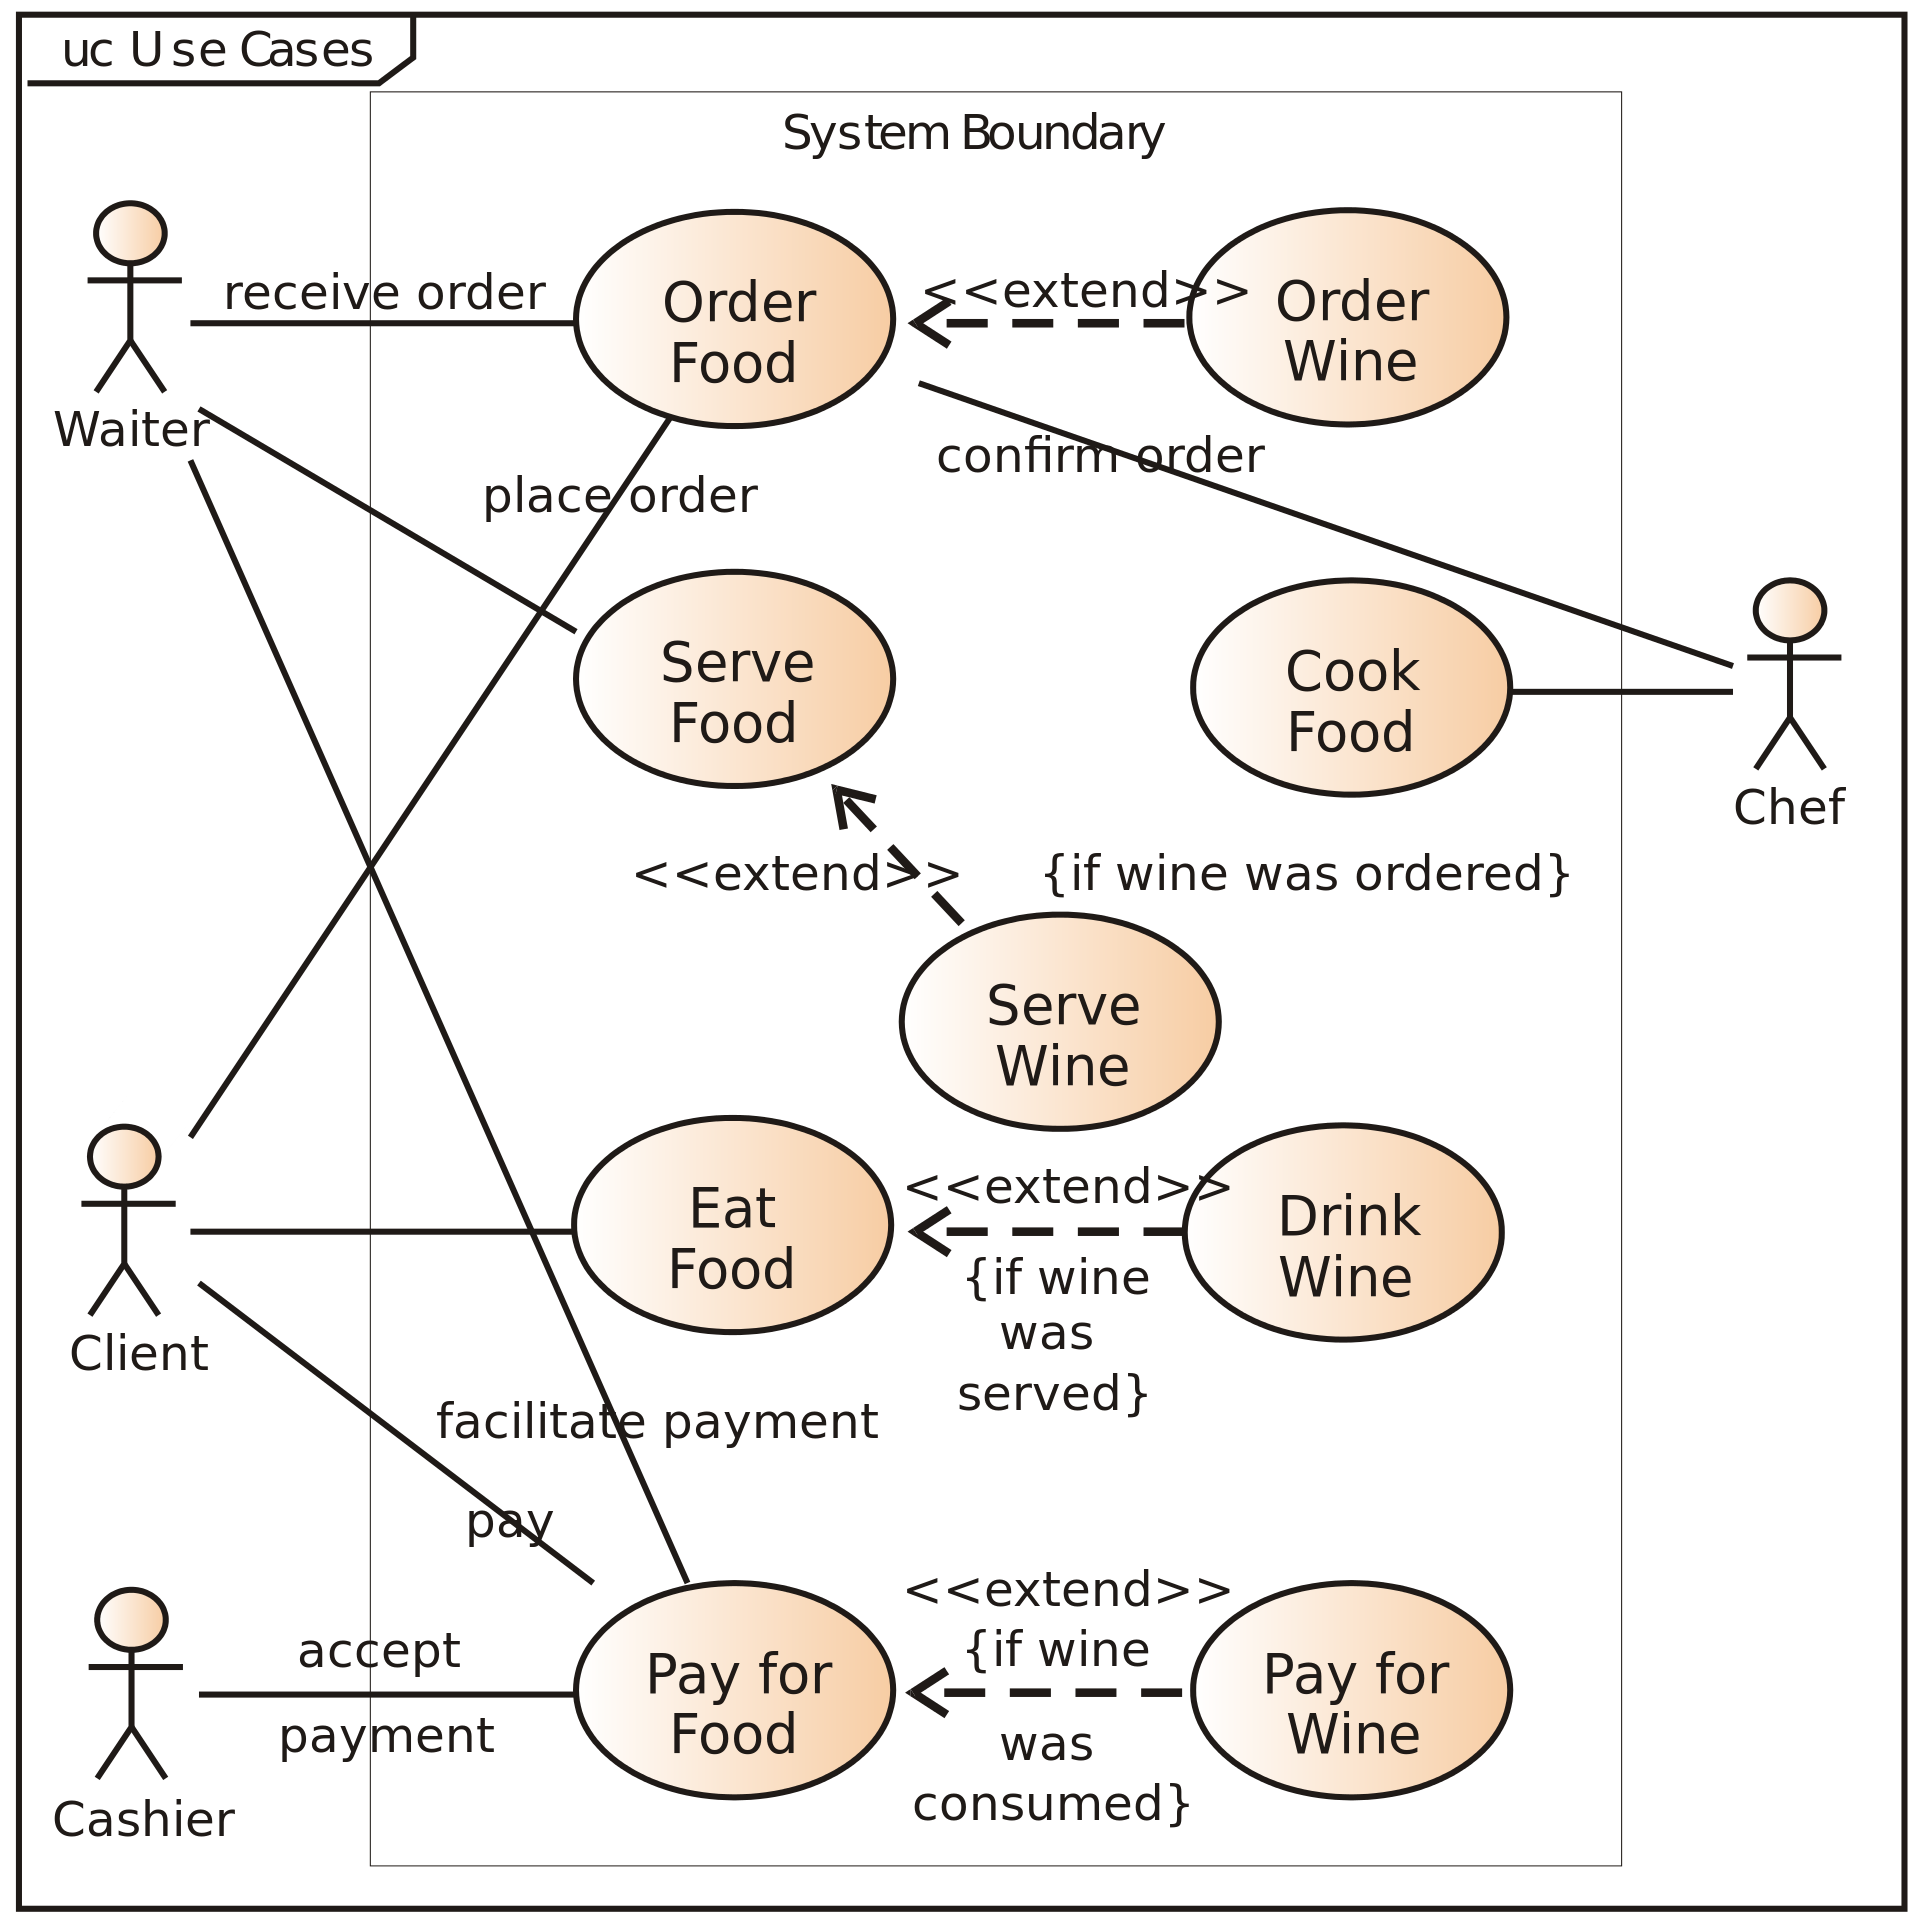 uc Use Cases
System Boundary
receive order
Order
Food
<<extend>>
Order
Wine
Waiter
confirm order
place order
Serve
Food
Cook
Food
Chef
<<extend>>
{if wine was ordered}
Serve
Wine
Eat
Food
<<extend>>
{if wine
was
served}
Drink
Wine
Client
facilitate payment
pay
accept
payment
Cashier
Pay for
Food
<<extend>>
{if wine
was
consumed}
Pay for
Wine